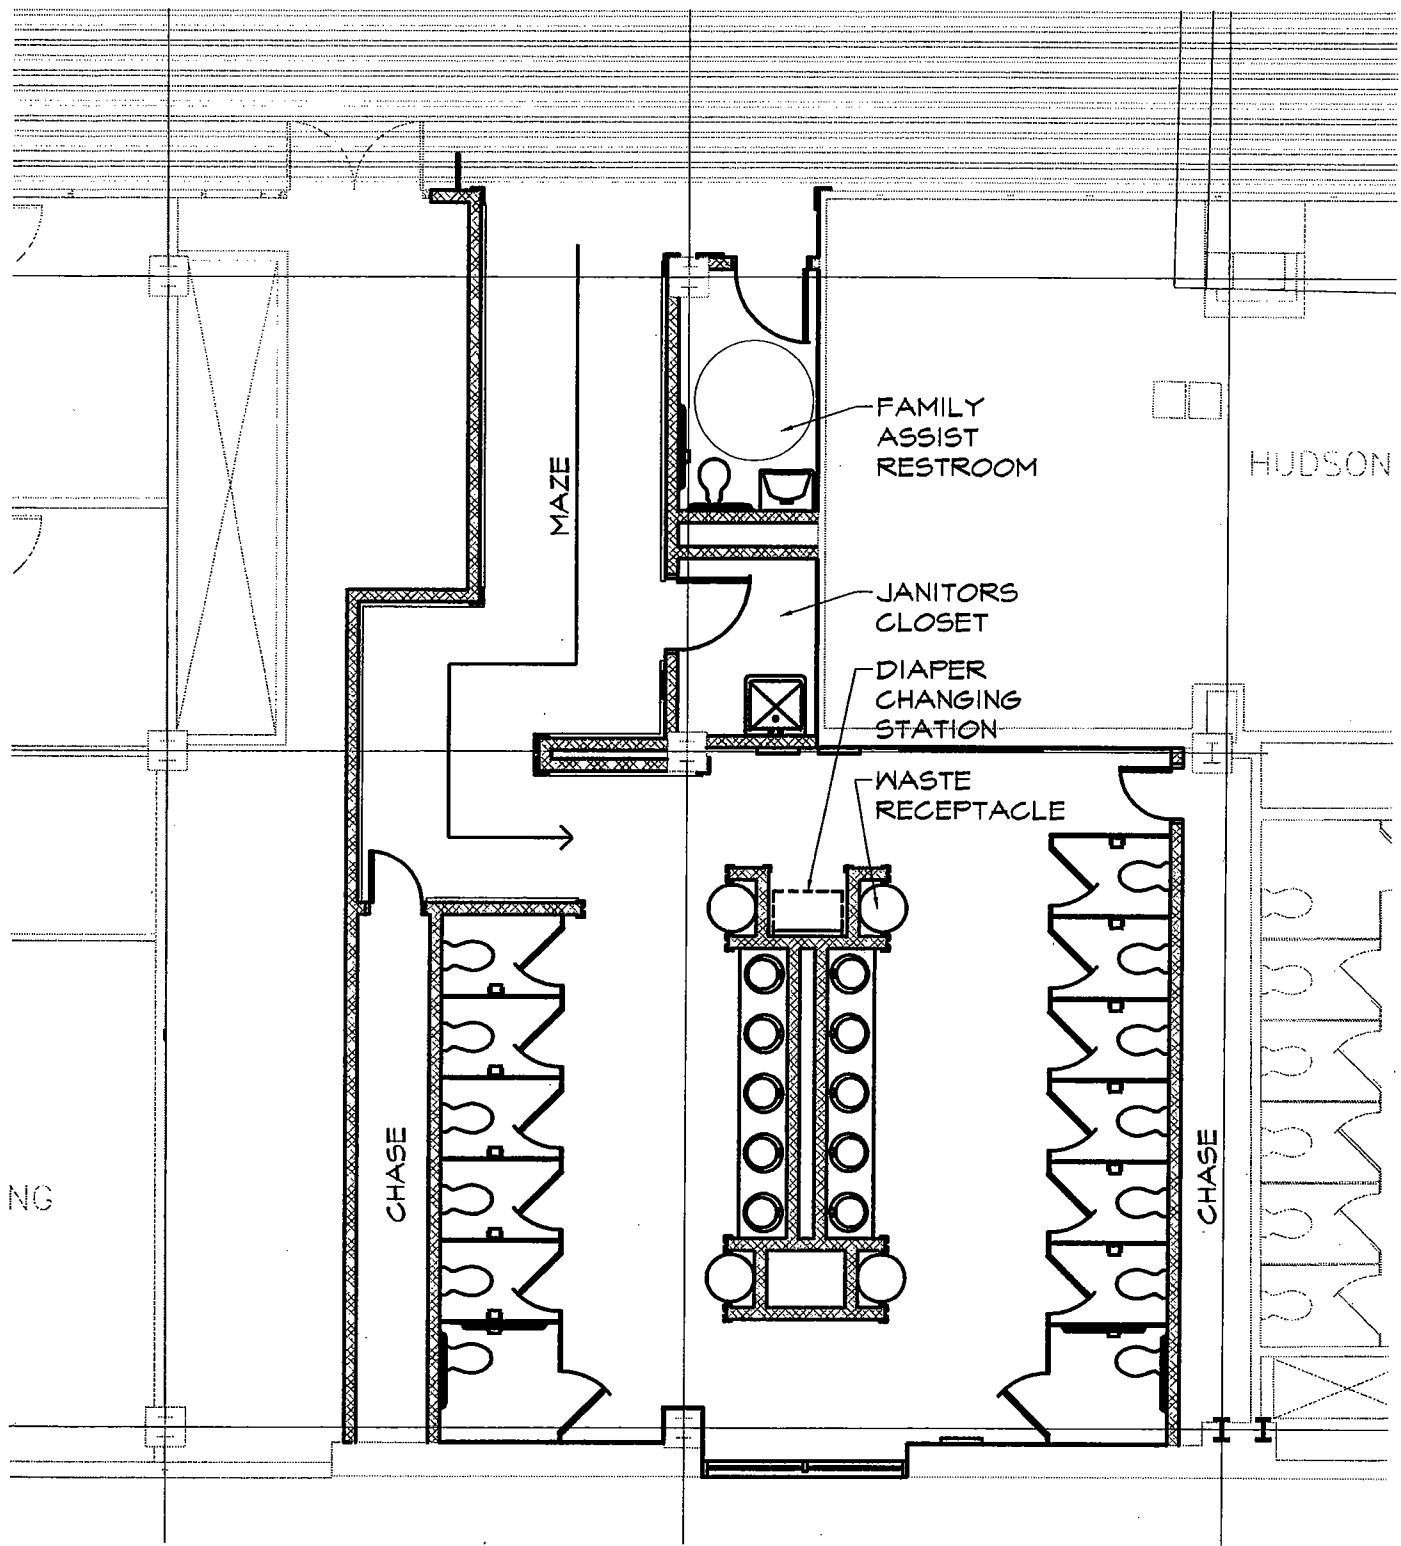 FAMILY
ASSIST
RESTROOM
HUDSON
MAZE
JANITORS
CLOSET
DIAPER
CHANGING
STATION
WASTE
RECEPTACLE
CHASE
CHASE
NG